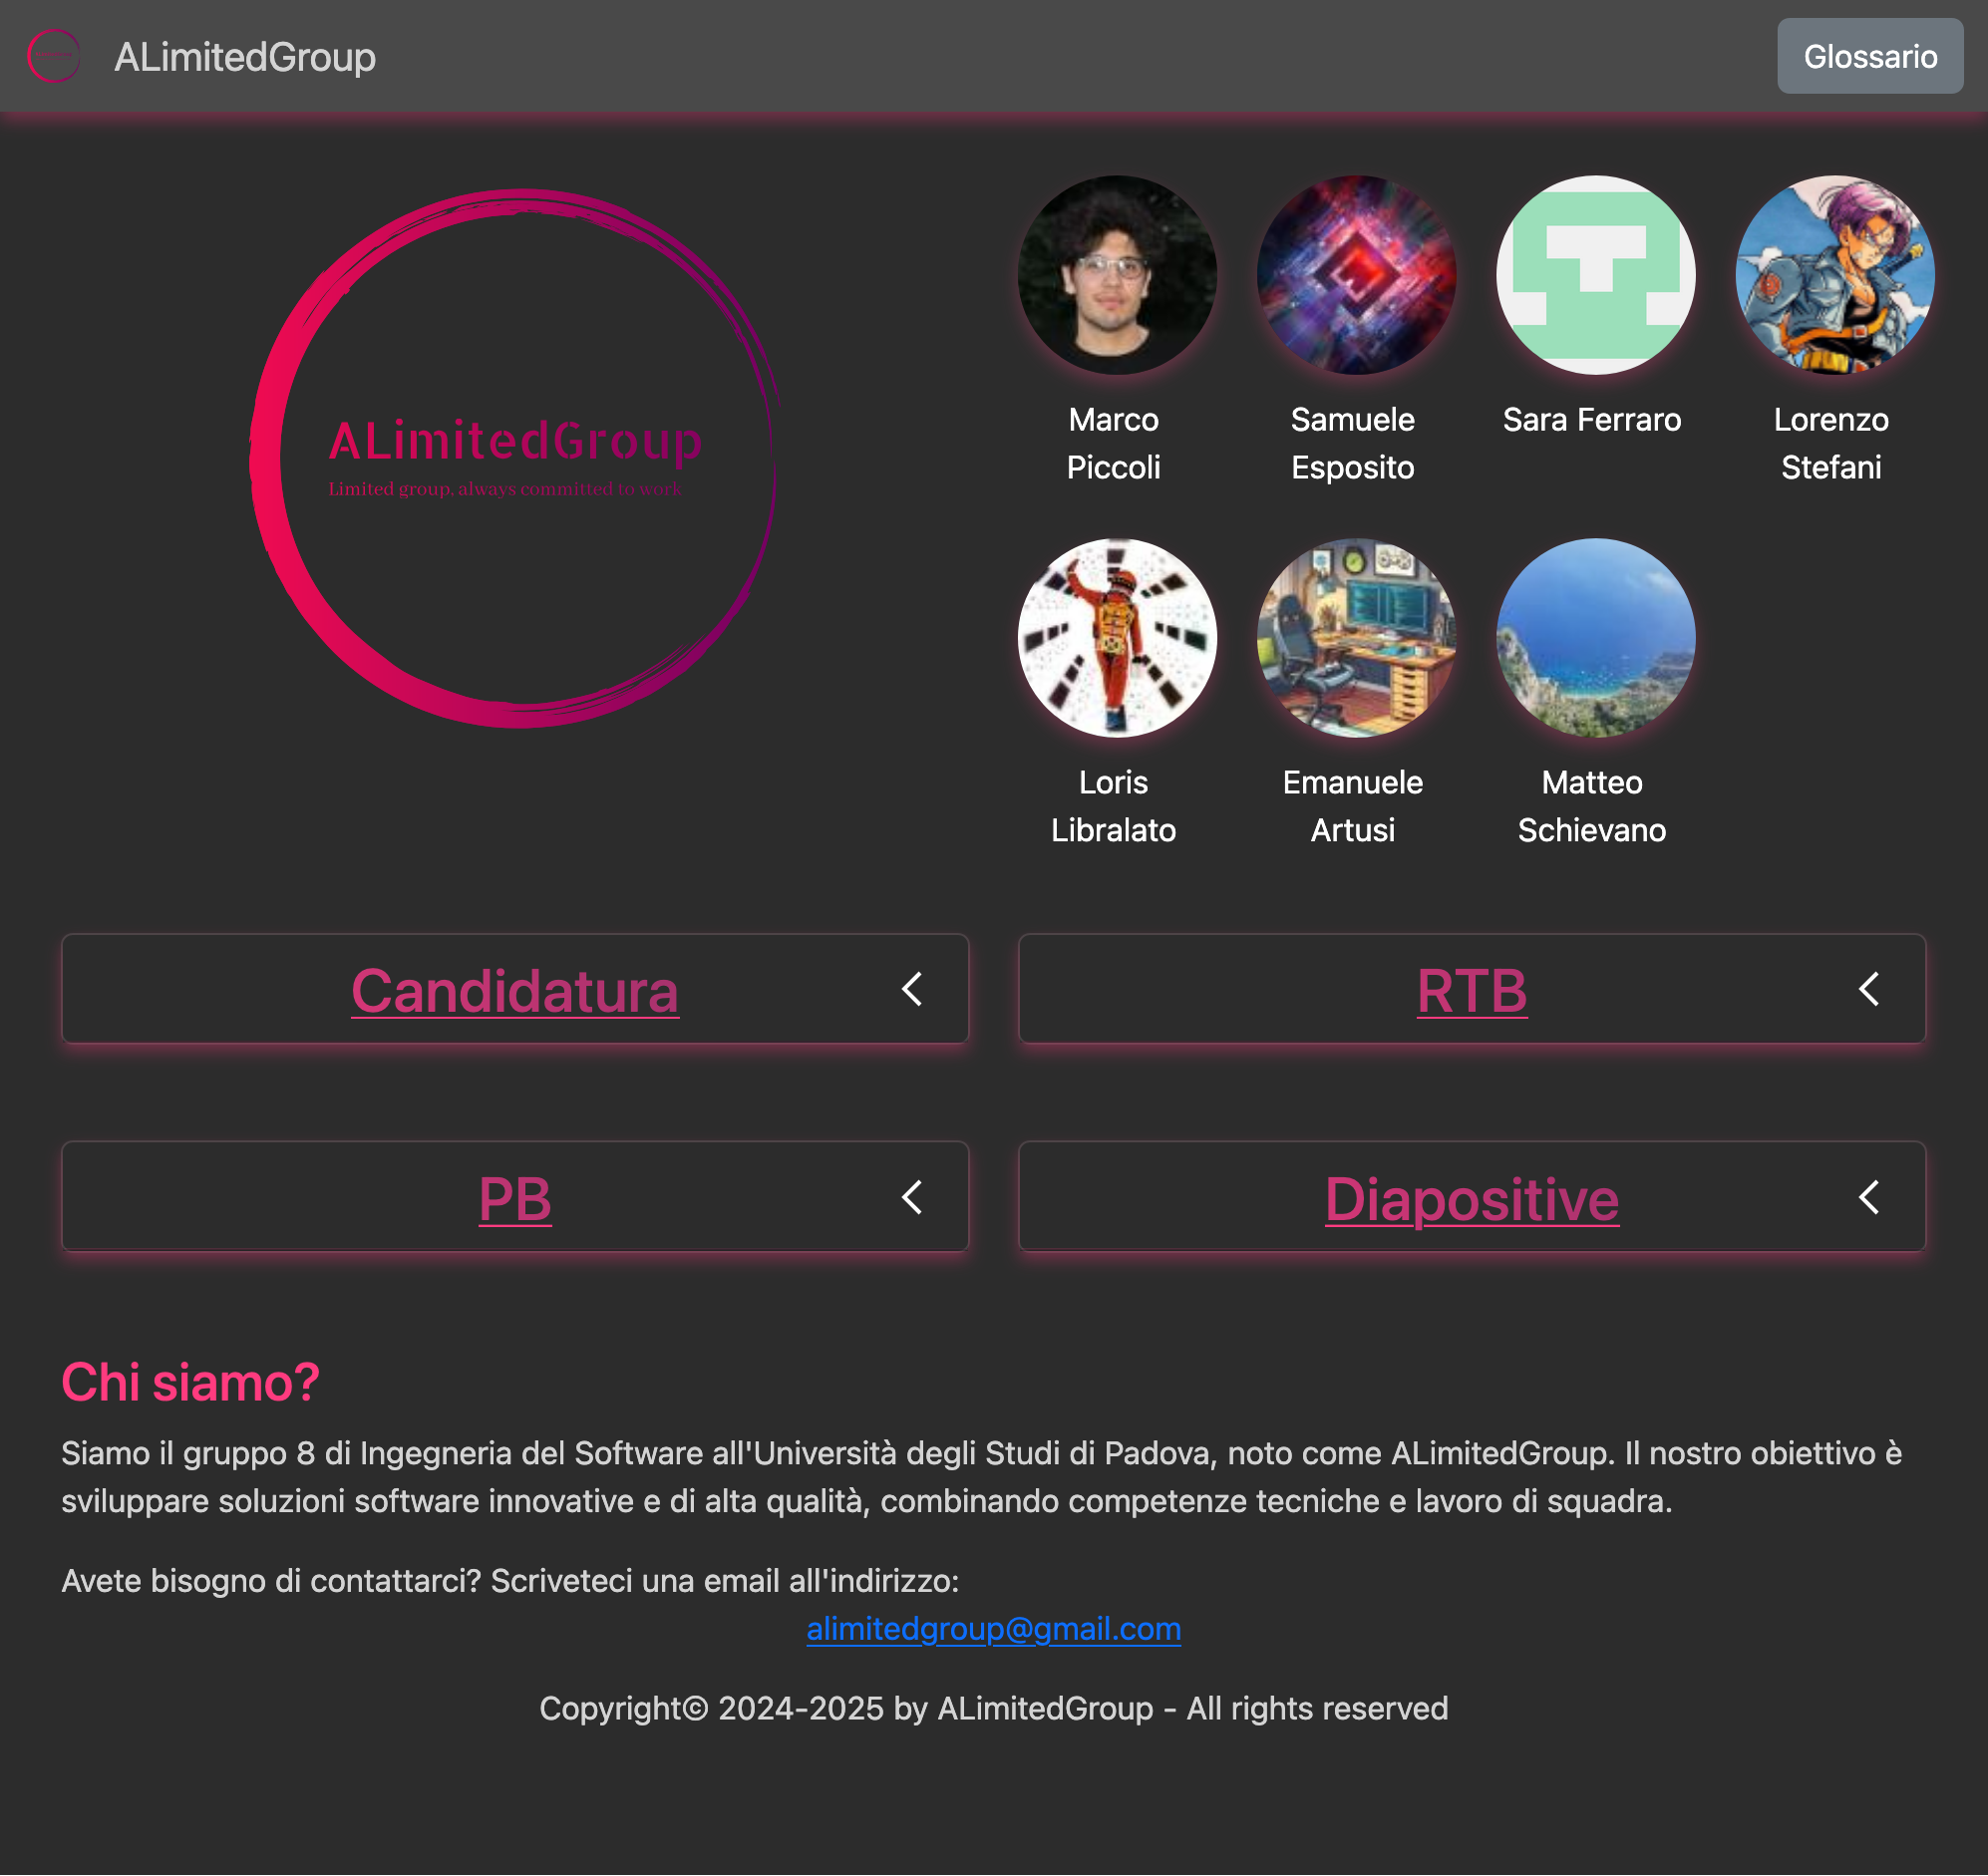 ALimitedGroup
Glossario
ALimitedGroup
Limited group, always committed to work
Marco
Piccoli
Samuele
Esposito
Sara Ferraro
Lorenzo
Stefani
Loris
Libralato
Emanuele
Artusi
Matteo
Schievano
Candidatura
RTB
PB
Diapositive
Chi siamo?
Siamo il gruppo 8 di Ingegneria del Software all'Università degli Studi di Padova, noto come ALimitedGroup. Il nostro obiettivo è
sviluppare soluzioni software innovative e di alta qualità, combinando competenze tecniche e lavoro di squadra.
Avete bisogno di contattarci? Scriveteci una email all'indirizzo:
alimitedgroup@gmail.com
Copyright© 2024-2025 by ALimitedGroup - All rights reserved